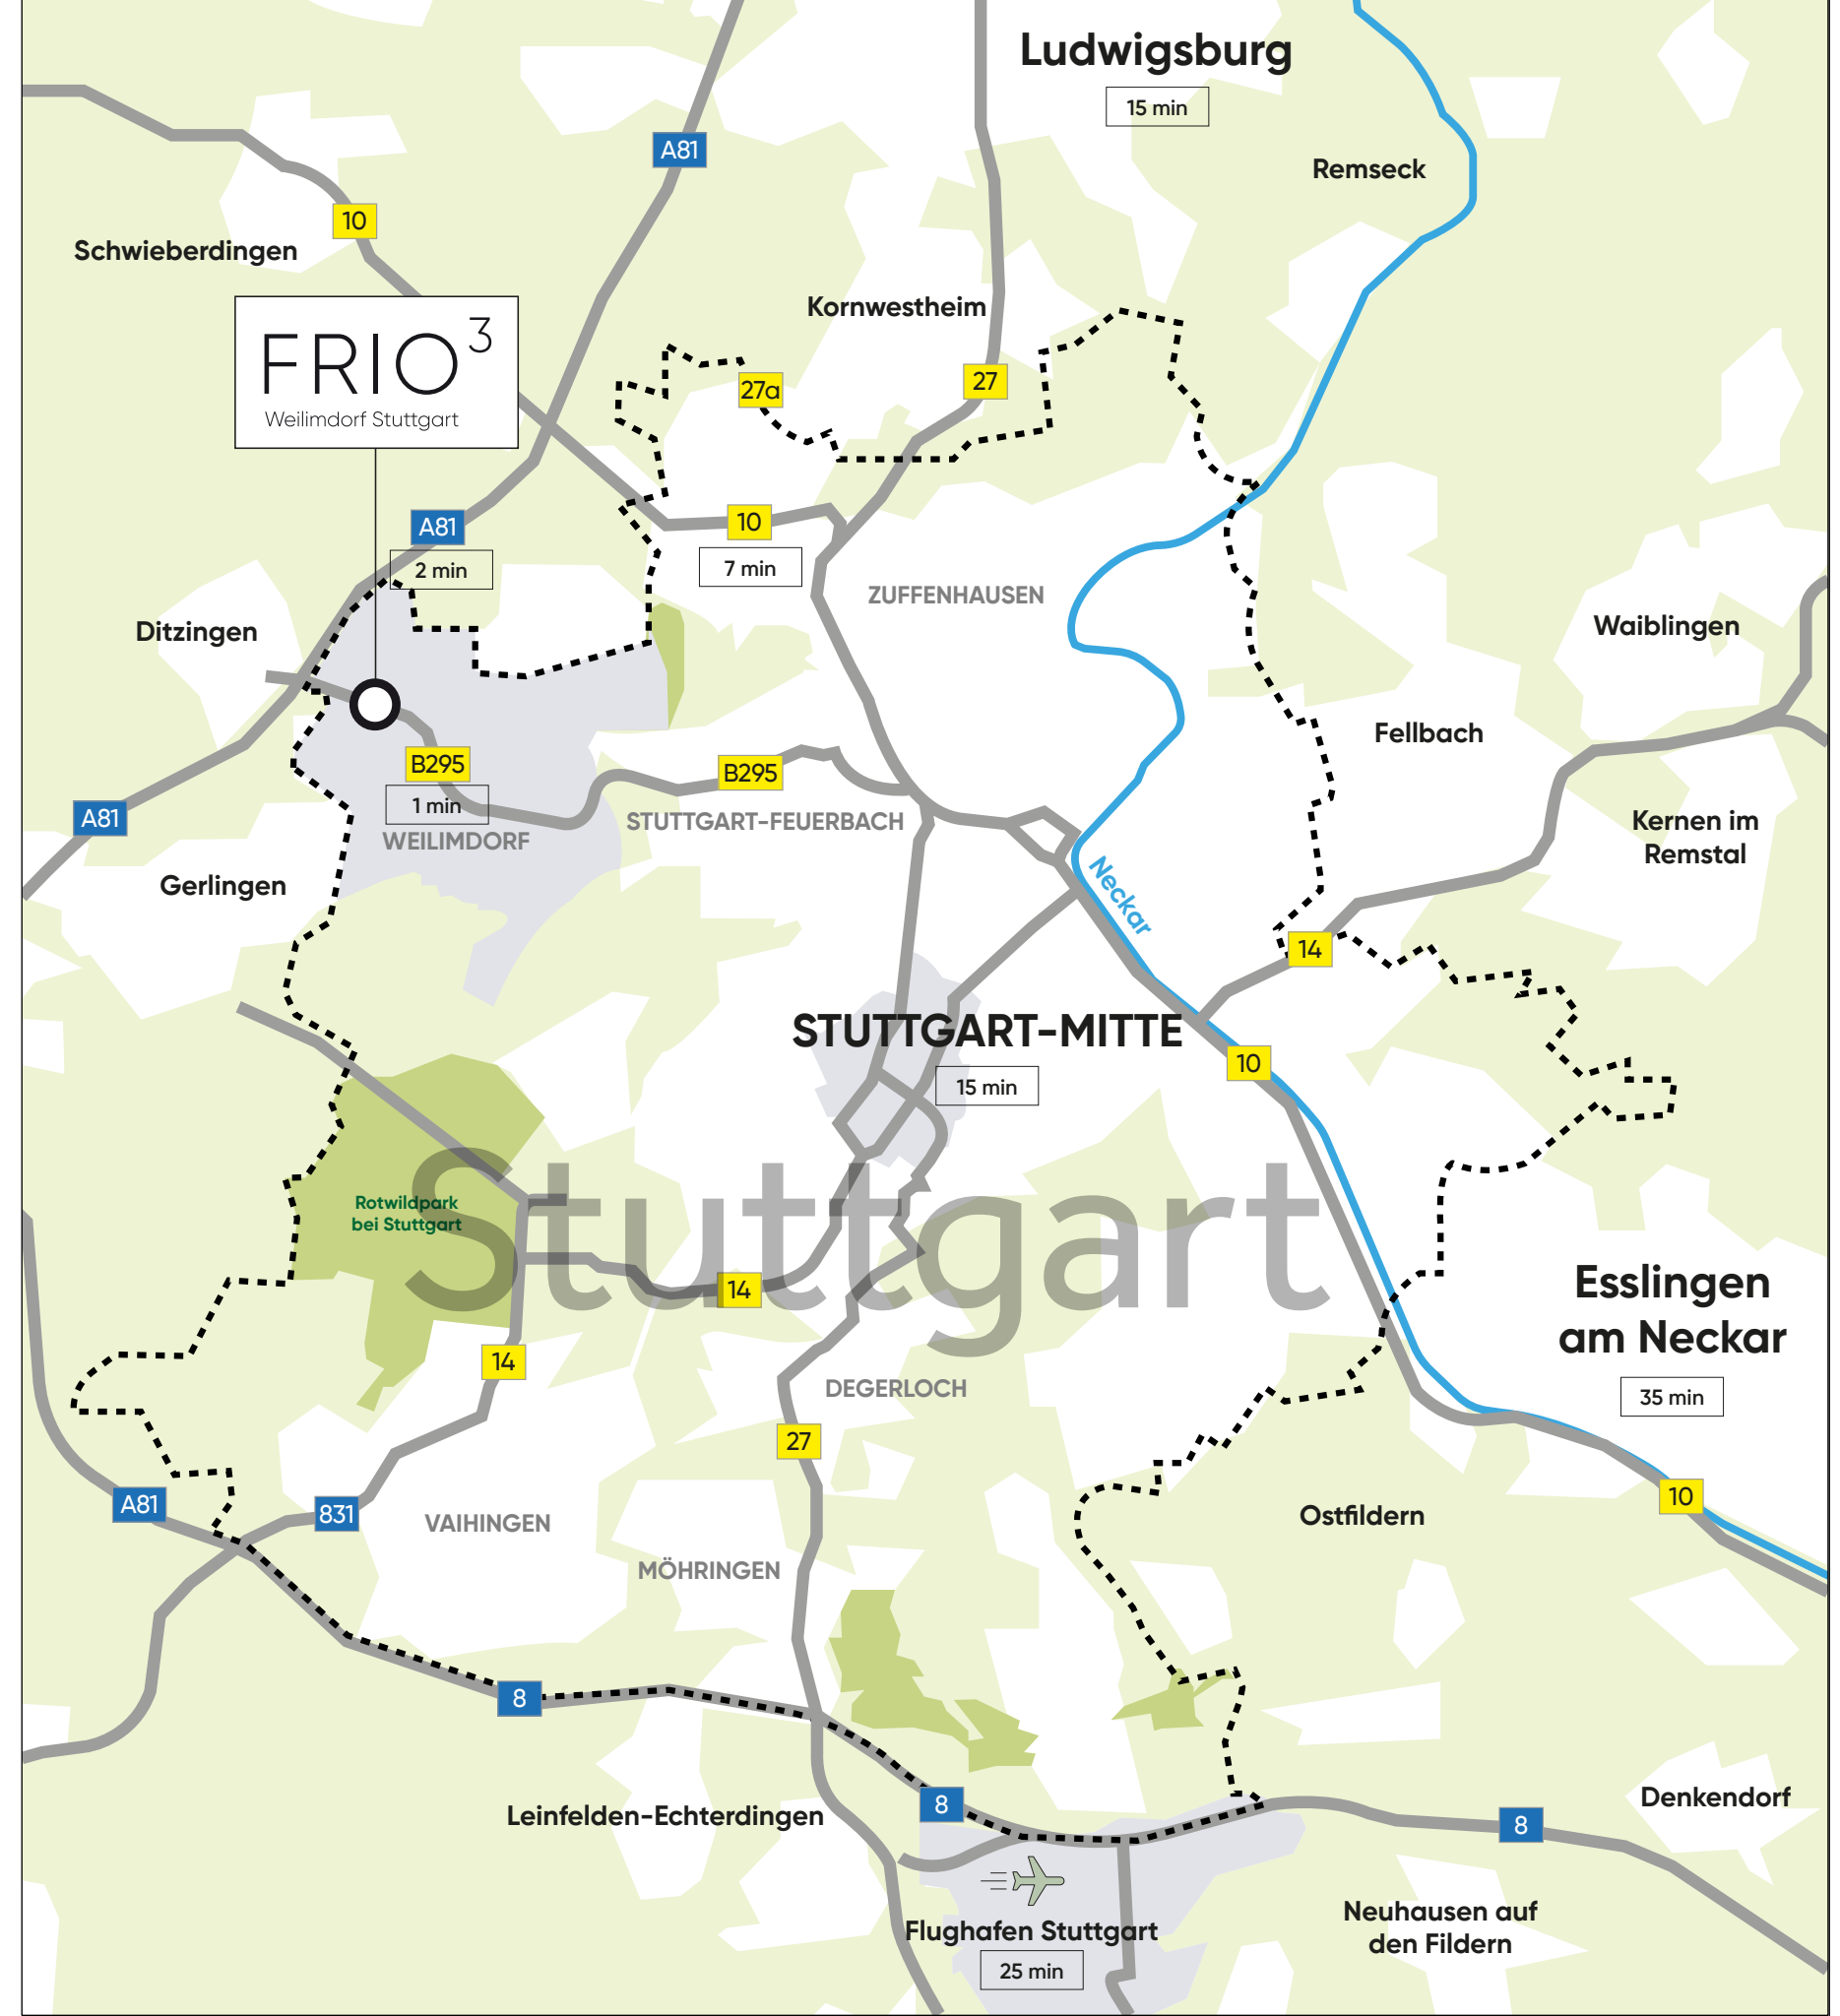 Ludwigsburg
15 min
A81
Remseck
10
Schwieberdingen
Kornwestheim
FRIO3
Weilimdorf Stuttgart
27a
27
A81
2 min
10
7 min
ZUFFENHAUSEN
Ditzingen
Waiblingen
Fellbach
B295
1 min
B295
A81
STUTTGART-FEUERBACH
WEILIMDORF
Kernen im
Remstal
Gerlingen
Neckar
14
STUTTGART-MITTE
15 min
10
Rotwildpark
bei Stuttgart
Stuttgart
14
Esslingen
am Neckar
35 min
14
DEGERLOCH
27
A81
831
VAIHINGEN
10
Ostfildern
MÖHRINGEN
8
8
Leinfelden-Echterdingen
Denkendorf
8
Flughafen Stuttgart
25 min
Neuhausen auf
den Fildern